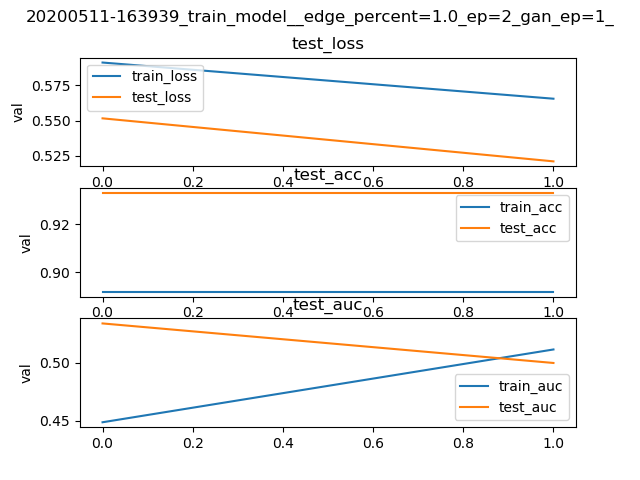 20200511-163939_train_model__edge_percent=1.0_ep=2_gan_ep=1_
test_loss
0.575
0.550
0.525
val
train_loss
test_loss
0.0 0.2 0.4 0.6 0.8 1.0
test_acc
0.92
0.90
val
train_acc
test_acc
0.0 0.2 0.4 0.6 0.8 1.0
test_auc
0.50
0.45
val
train_auc
test_auc
0.0 0.2 0.4 0.6 0.8 1.0